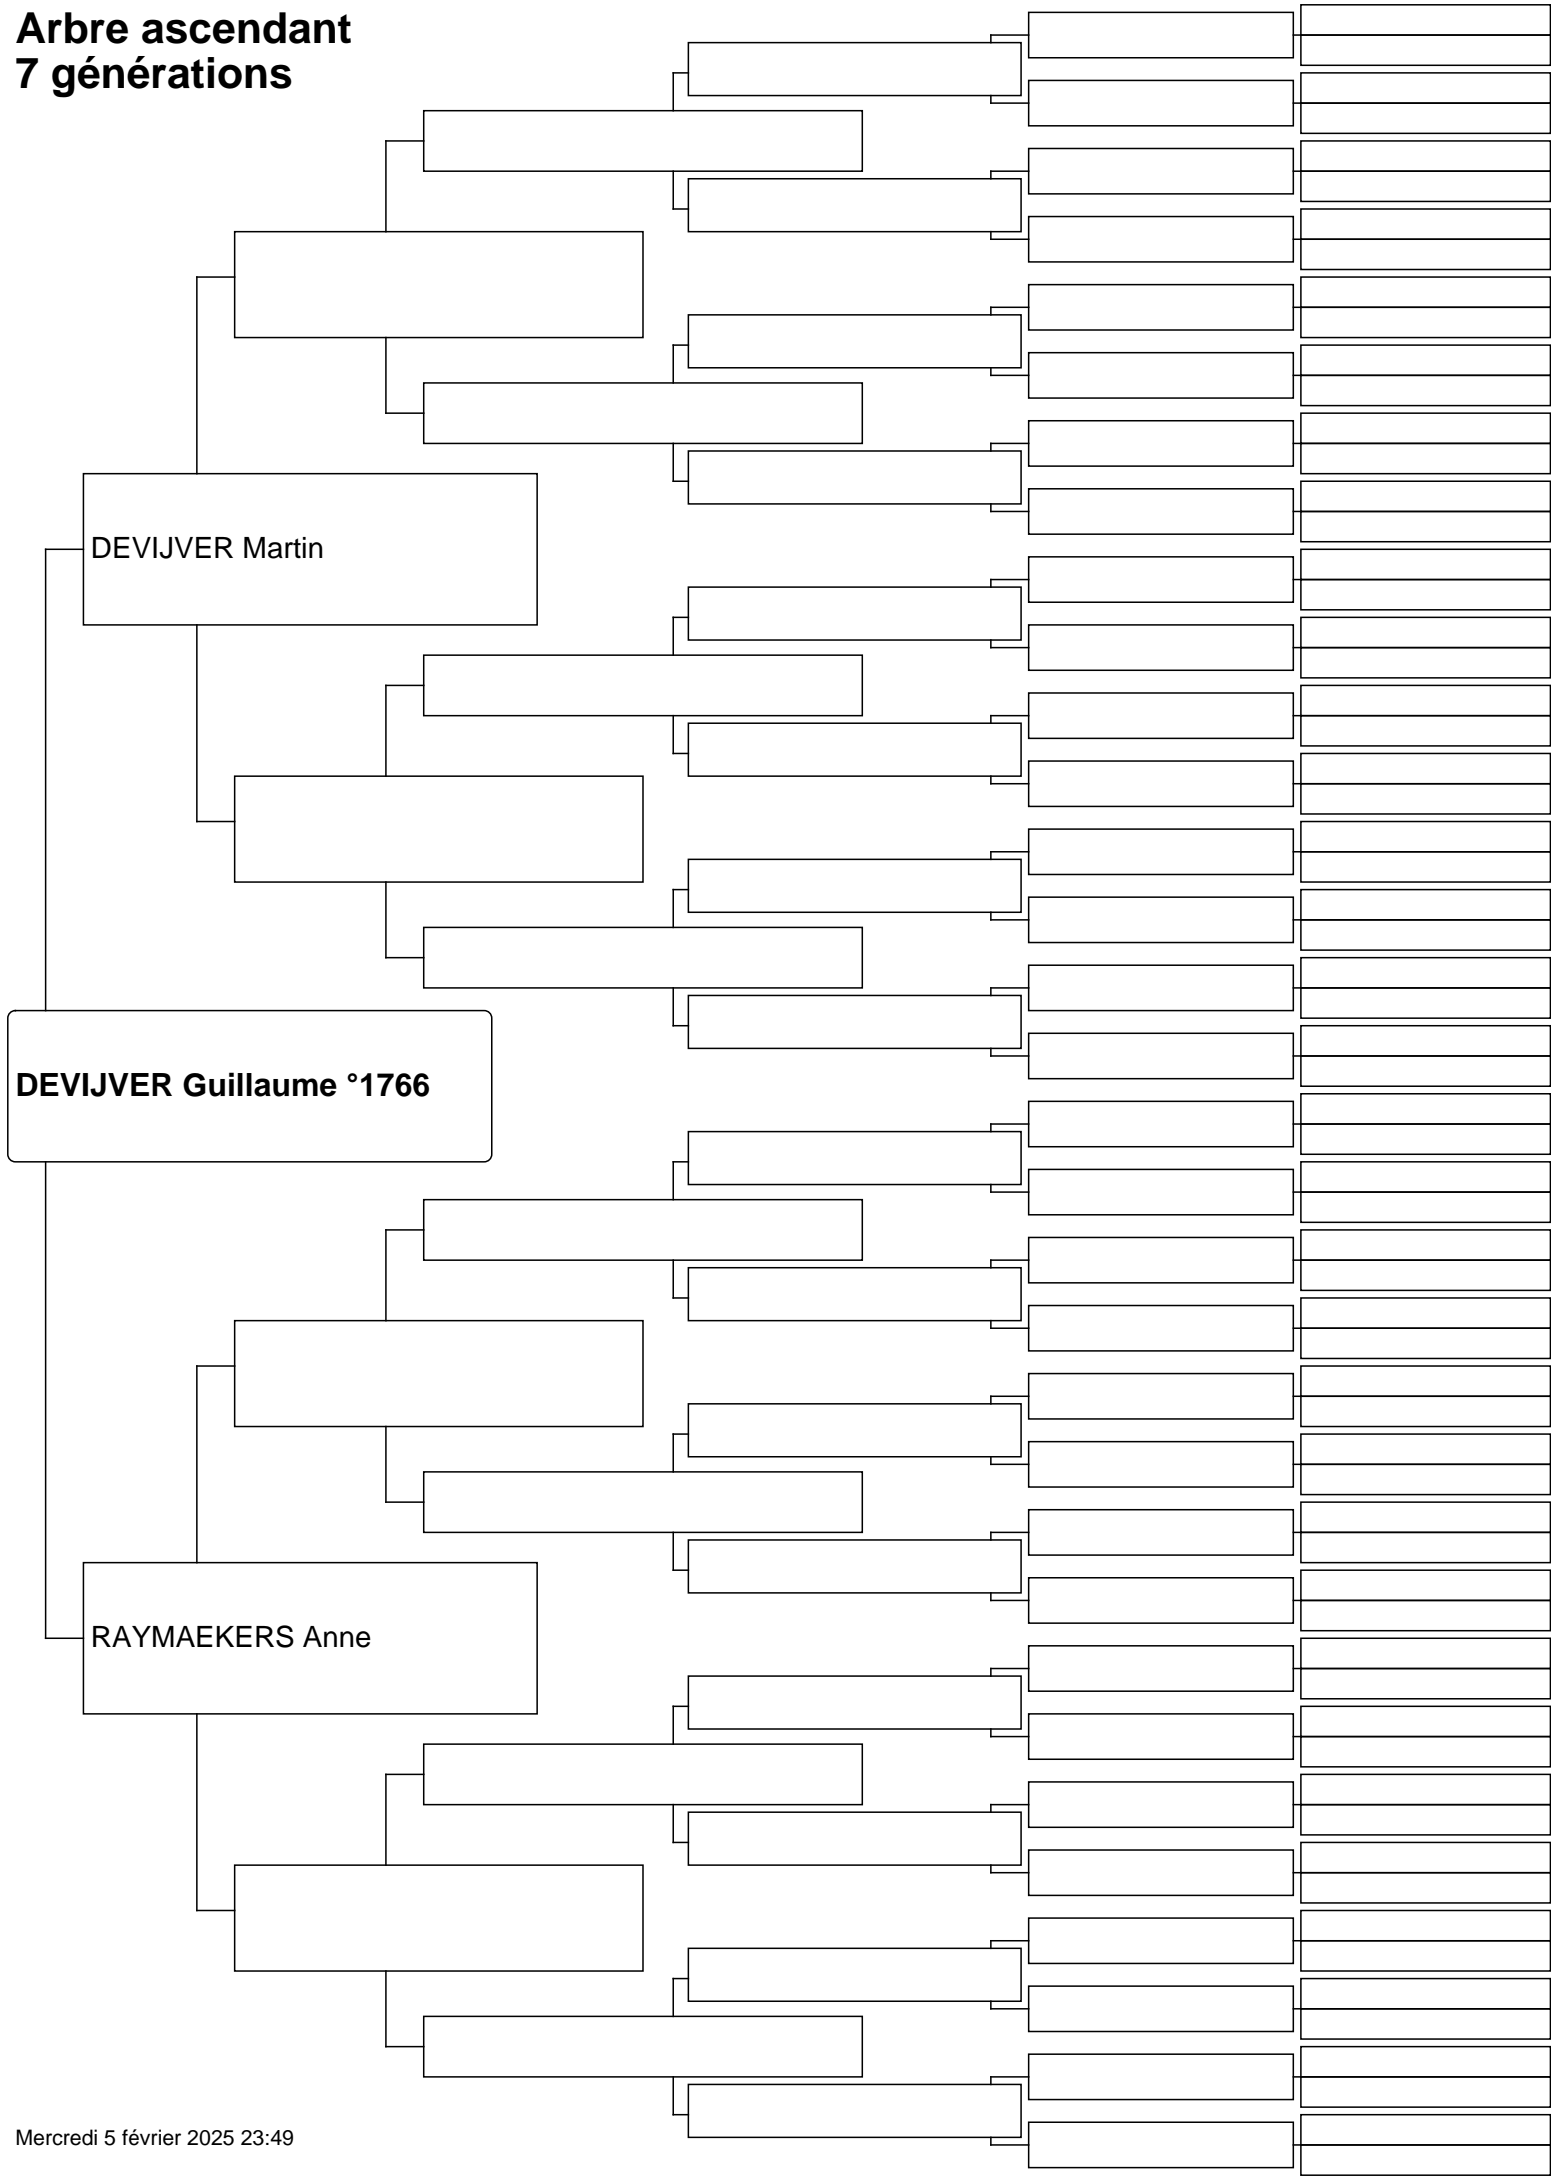 Arbre ascendant
7 générations
DEVIJVER Martin
DEVIJVER Guillaume °1766
RAYMAEKERS Anne
Mercredi 5 février 2025 23:49